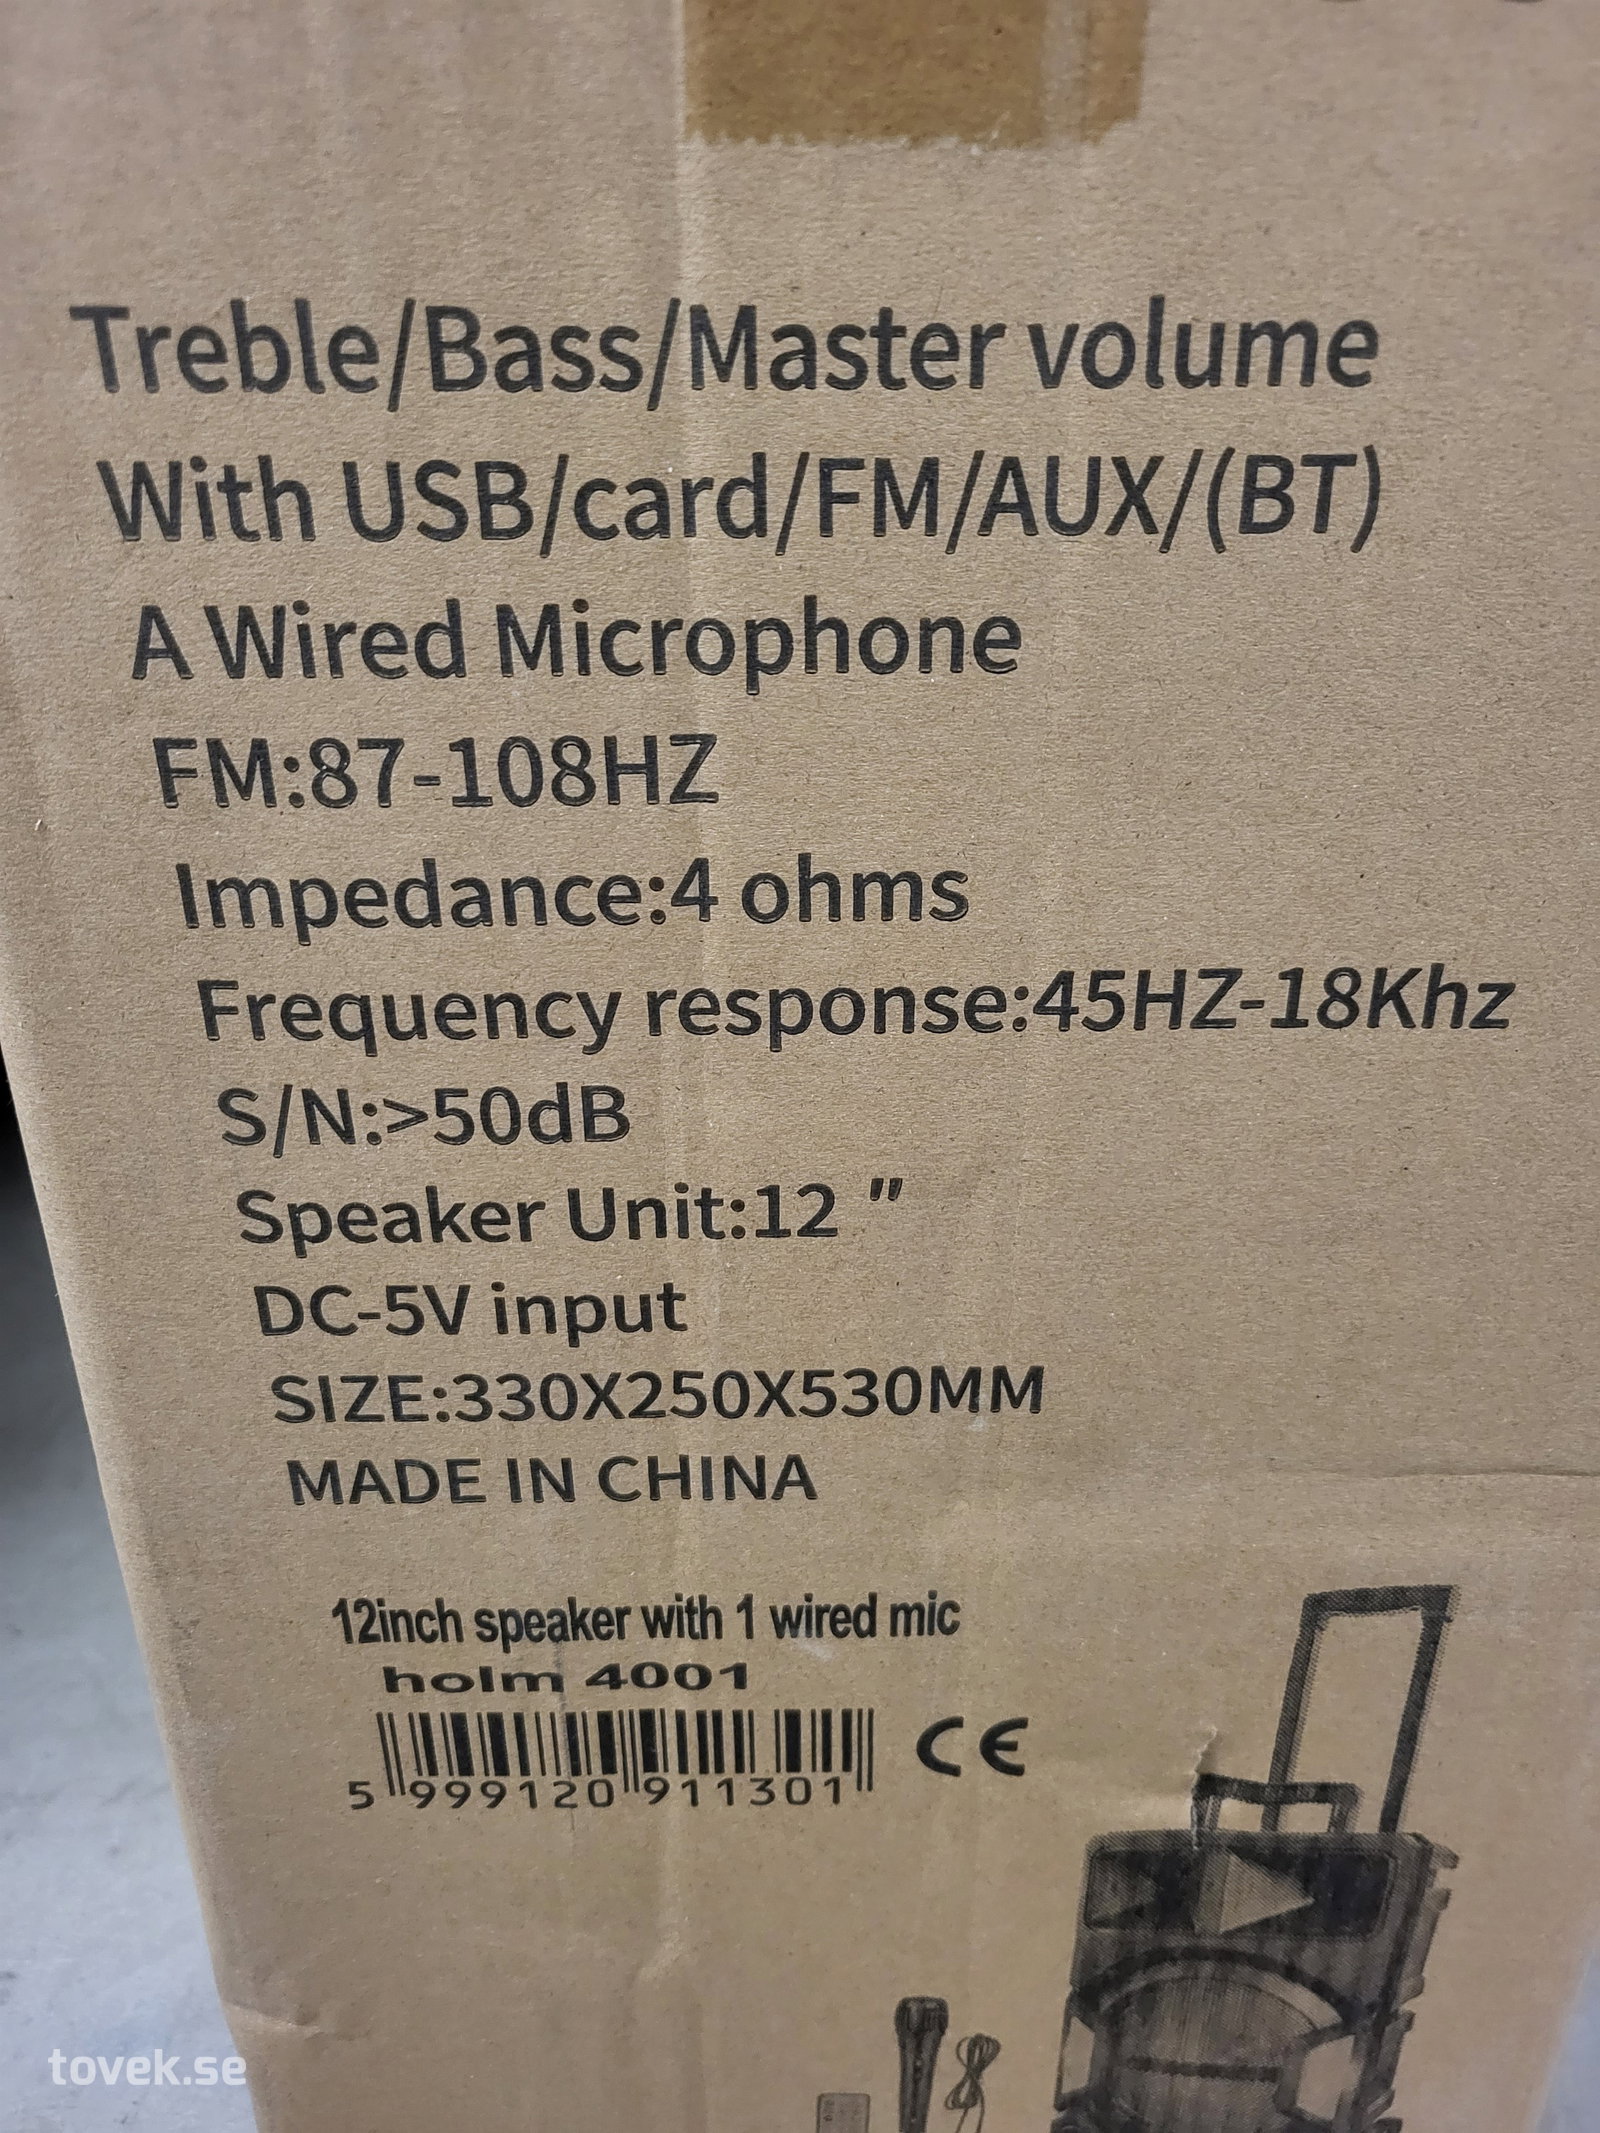 Treble/Bass/Master volume
With USB/card/FM/AUX/(BT)
A Wired Microphone
FM:87-108HZ
Impedance:4 ohms
Frequency response:45HZ-18Khz
S/N:>50dB
Speaker Unit:12 "
DC-5V input
SIZE:330X250X530MM
MADE IN CHINA
12inch speaker with 1 wired mic
holm 4001
5 999120 911301
CE
tovek.se